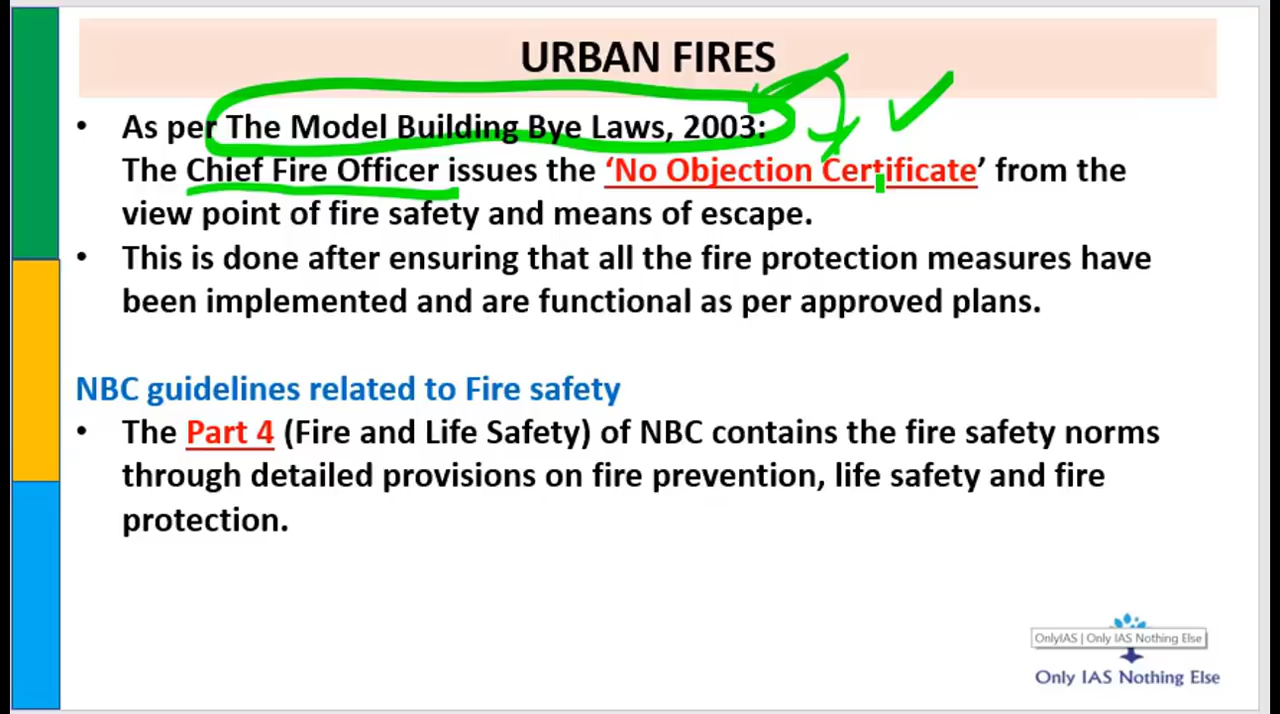 URBAN FIRES
• As per The Model Building Bye Laws, 2003:
The Chief Fire Officer issues the ‘No Objection Certificate’ from the
view point of fire safety and means of escape.
• This is done after ensuring that all the fire protection measures have
been implemented and are functional as per approved plans.
NBC guidelines related to Fire safety
• The Part 4 (Fire and Life Safety) of NBC contains the fire safety norms
through detailed provisions on fire prevention, life safety and fire
protection.
OnlyIAS | Only IAS Nothing Else
Only IAS Nothing Else